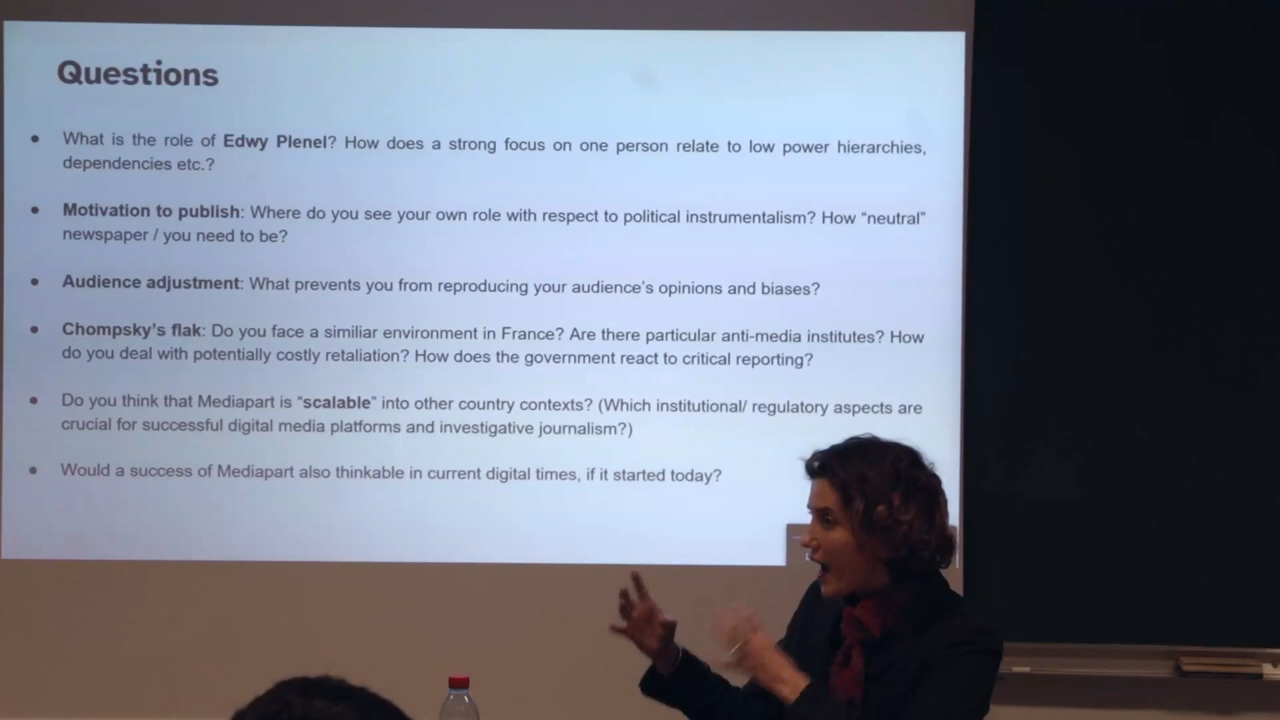 Questions
What is the role of Edwy Plenel? How does a strong focus on one person relate to low power hierarchies,
dependencies etc.?
Motivation to publish: Where do you see your own role with respect to political instrumentalism? How “neutral”
newspaper / you need to be?
Audience adjustment: What prevents you from reproducing your audience’s opinions and biases?
Chompsky’s flak: Do you face a similiar environment in France? Are there particular anti-media institutes? How
do you deal with potentially costly retaliation? How does the government react to critical reporting?
Do you think that Mediapart is “scalable” into other country contexts? (Which institutional/ regulatory aspects are
crucial for successful digital media platforms and investigative journalism?)
Would a success of Mediapart also thinkable in current digital times, if it started today?